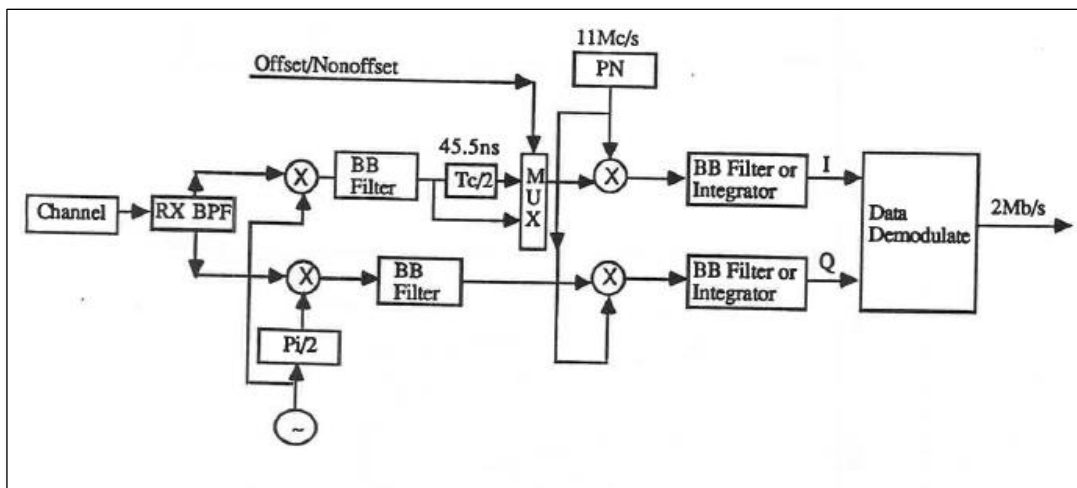 11Mc/s
PN
Offset/Nonoffset
45.5ns
BB
Filter
Tc/2
M
U
X
X
X
BB Filter or
Integrator
I
Channel
RX BPF
Data
Demodulate
2Mb/s
X
BB
Filter
X
BB Filter or
Integrator
Q
Pi/2
~